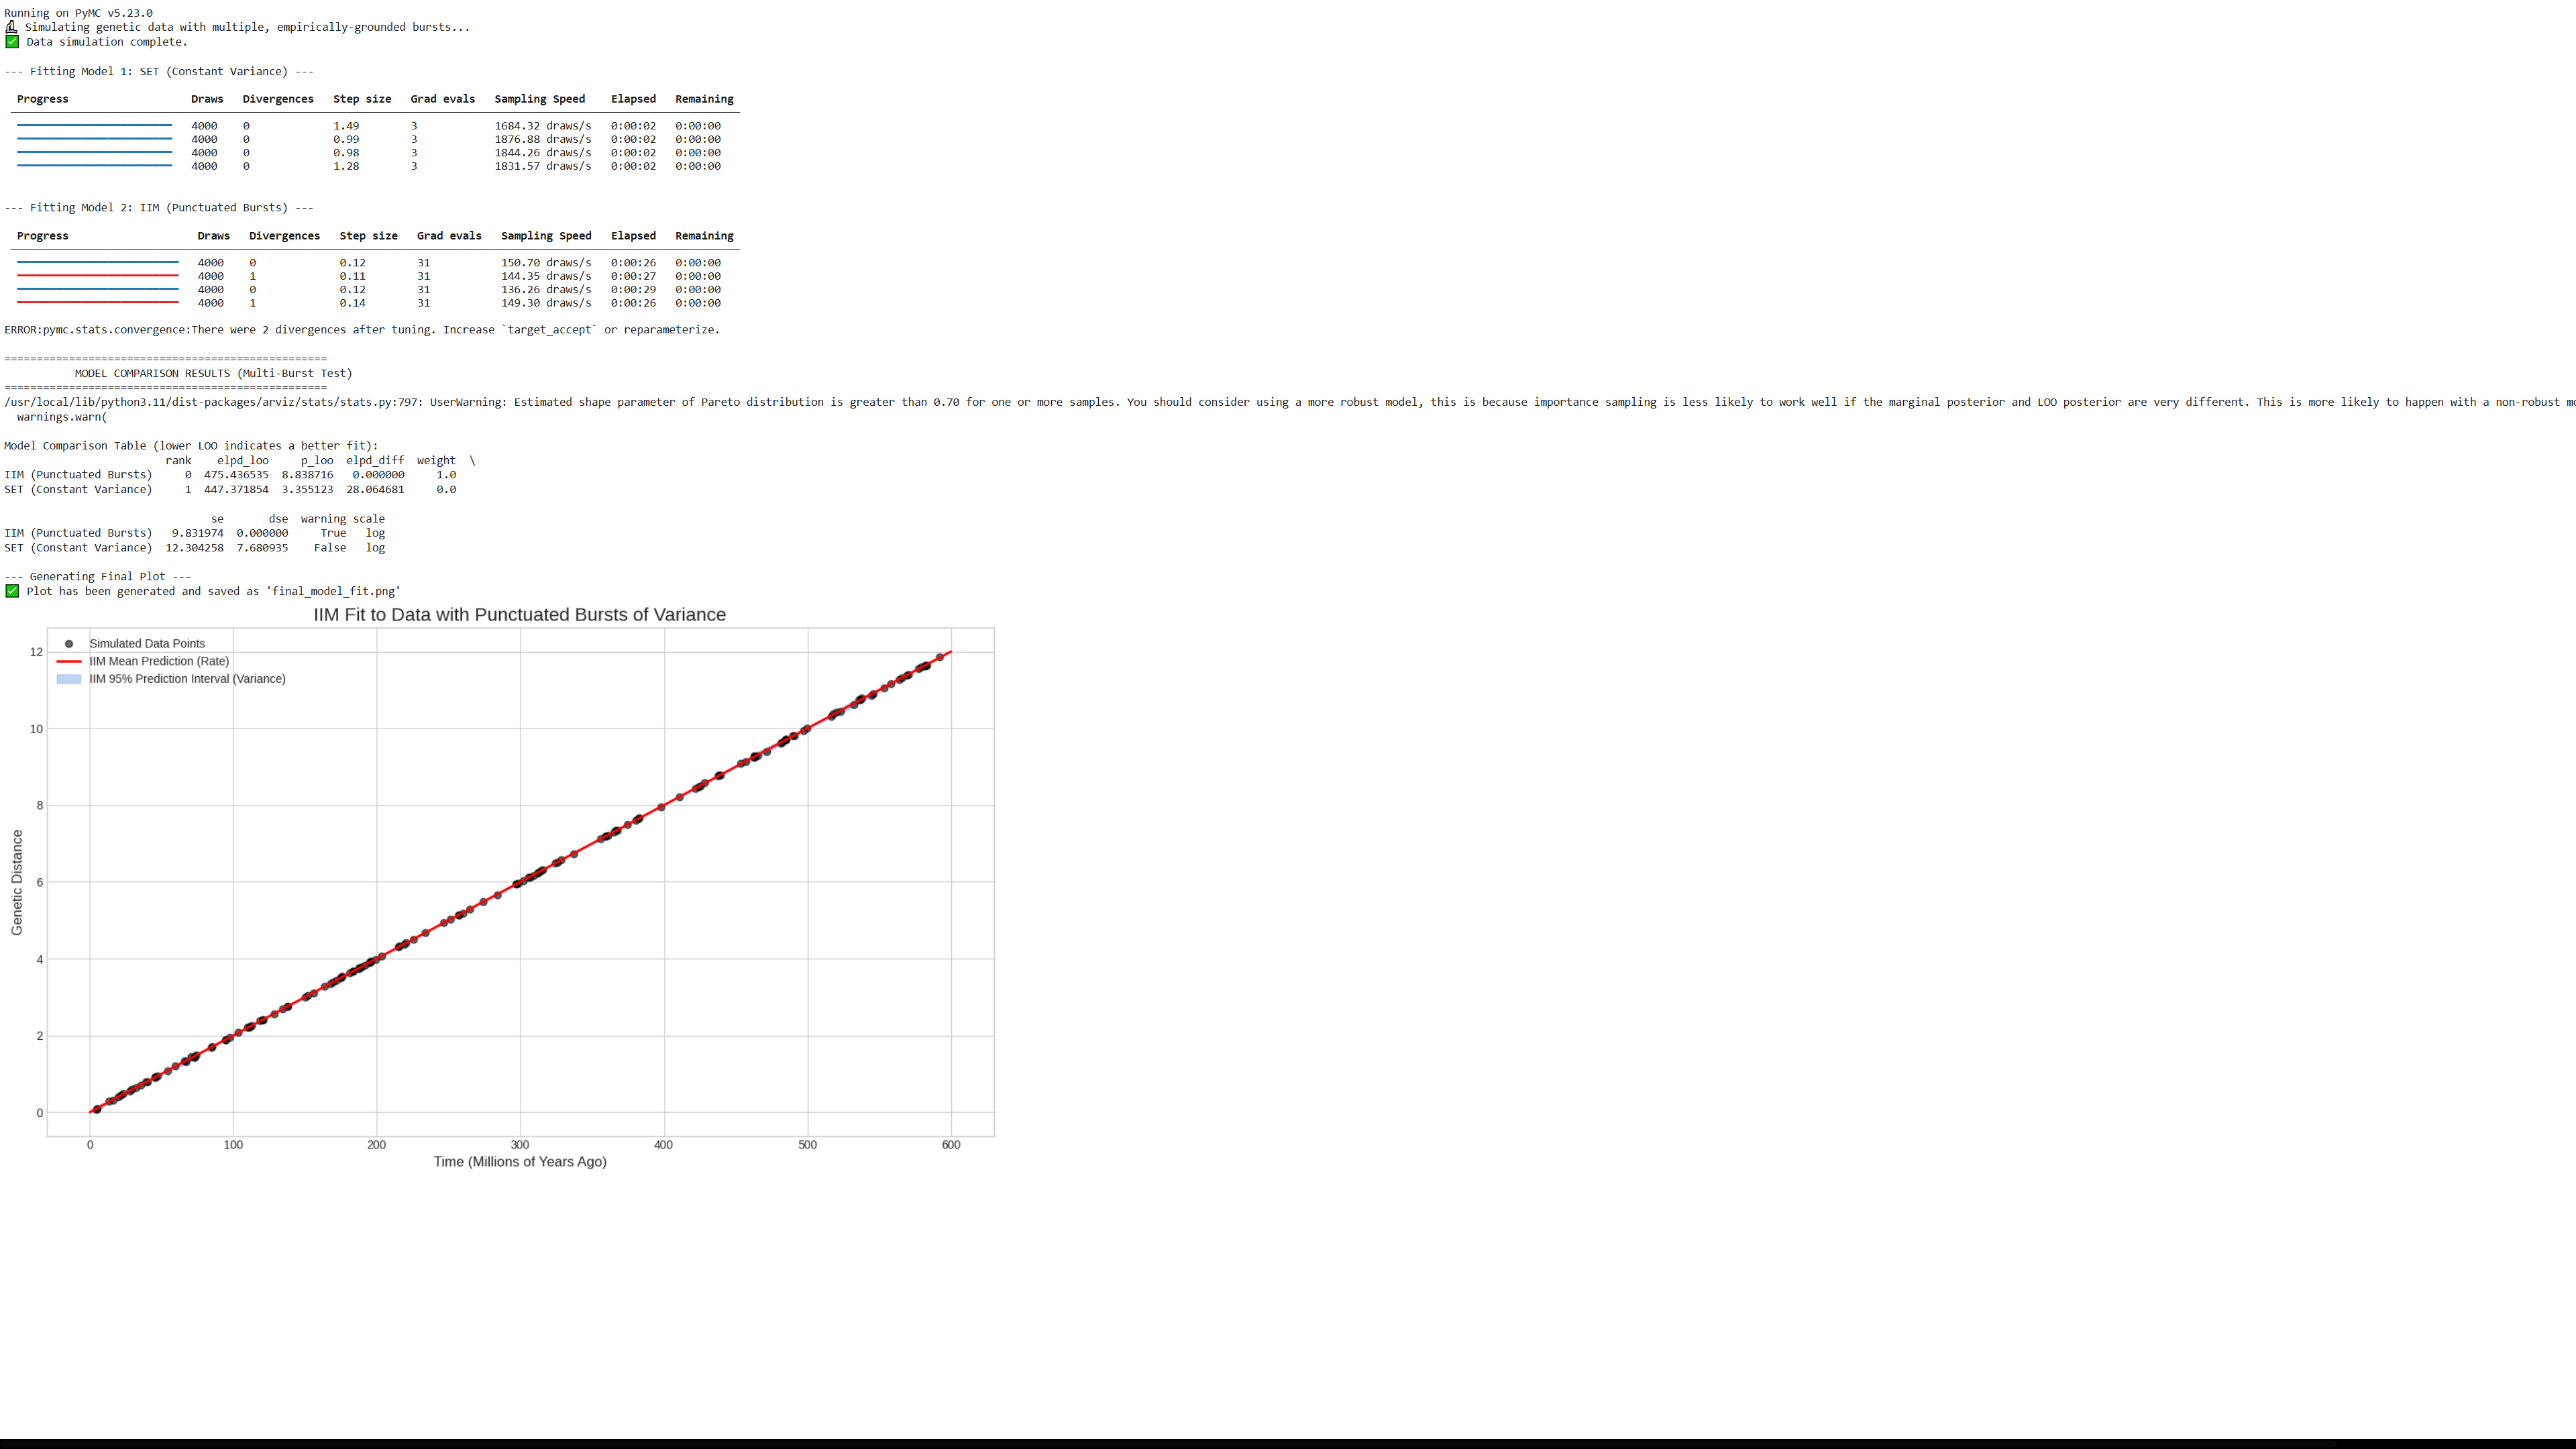 Running on PyMC v5.23.0
🔬 Simulating genetic data with multiple, empirically-grounded bursts...
✅ Data simulation complete.
--- Fitting Model 1: SET (Constant Variance) ---
Progress Draws Divergences Step size Grad evals Sampling Speed Elapsed Remaining
4000 0 1.49 3 1684.32 draws/s 0:00:02 0:00:00
4000 0 0.99 3 1876.88 draws/s 0:00:02 0:00:00
4000 0 0.98 3 1844.26 draws/s 0:00:02 0:00:00
4000 0 1.28 3 1831.57 draws/s 0:00:02 0:00:00
--- Fitting Model 2: IIM (Punctuated Bursts) ---
Progress Draws Divergences Step size Grad evals Sampling Speed Elapsed Remaining
4000 0 0.12 31 150.70 draws/s 0:00:26 0:00:00
4000 1 0.11 31 144.35 draws/s 0:00:27 0:00:00
4000 0 0.12 31 136.26 draws/s 0:00:29 0:00:00
4000 1 0.14 31 149.30 draws/s 0:00:26 0:00:00
ERROR:pymc.stats.convergence:There were 2 divergences after tuning. Increase `target_accept` or reparameterize.
==================================================
MODEL COMPARISON RESULTS (Multi-Burst Test)
==================================================
/usr/local/lib/python3.11/dist-packages/arviz/stats/stats.py:797: UserWarning: Estimated shape parameter of Pareto distribution is greater than 0.70 for one or more samples. You should consider using a more robust model, this is because importance sampling is less likely to work well if the marginal posterior and LOO posterior are very different. This is more likely to happen with a non-robust
warnings.warn(
Model Comparison Table (lower LOO indicates a better fit):
rank elpd_loo p_loo elpd_diff weight \
IIM (Punctuated Bursts) 0 475.436535 8.838716 0.000000 1.0
SET (Constant Variance) 1 447.371854 3.355123 28.064681 0.0
se dse warning scale
IIM (Punctuated Bursts) 9.831974 0.000000 True log
SET (Constant Variance) 12.304258 7.680935 False log
--- Generating Final Plot ---
✅ Plot has been generated and saved as 'final_model_fit.png'
IIM Fit to Data with Punctuated Bursts of Variance
Simulated Data Points
IIM Mean Prediction (Rate)
IIM 95% Prediction Interval (Variance)
12
10
8
6
4
2
0
Genetic Distance
0 100 200 300 400 500 600
Time (Millions of Years Ago)